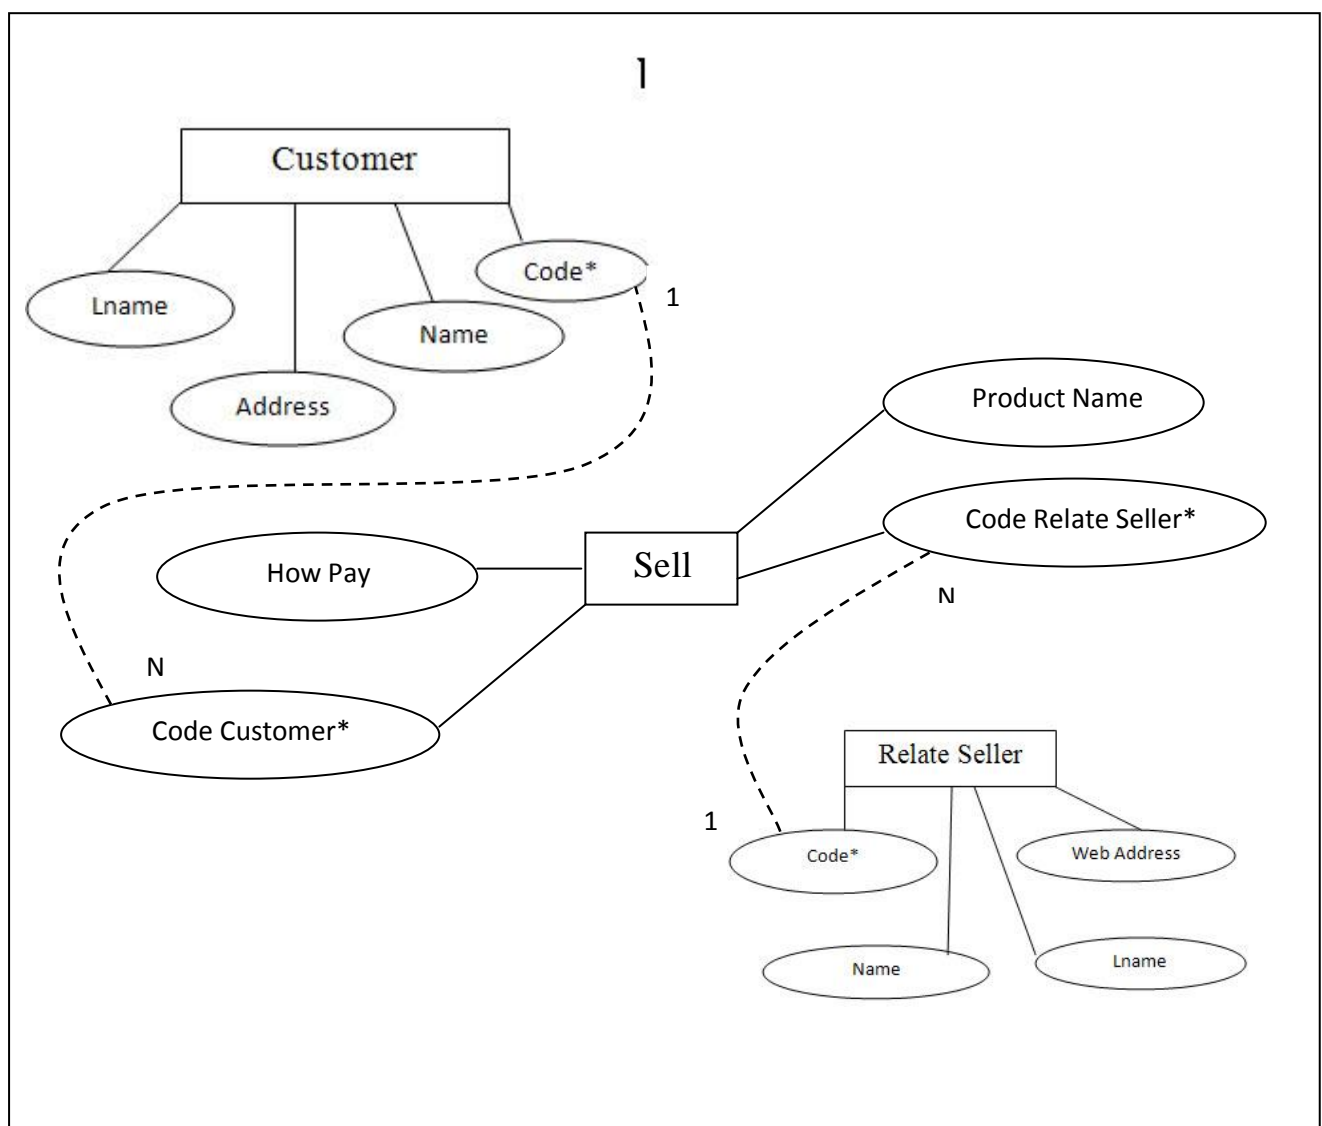 Customer
Code*
Lname
Name
Address
1
Product Name
Code Relate Seller*
Sell
How Pay
N
N
Code Customer*
Relate Seller
1
Code*
Web Address
Name
Lname